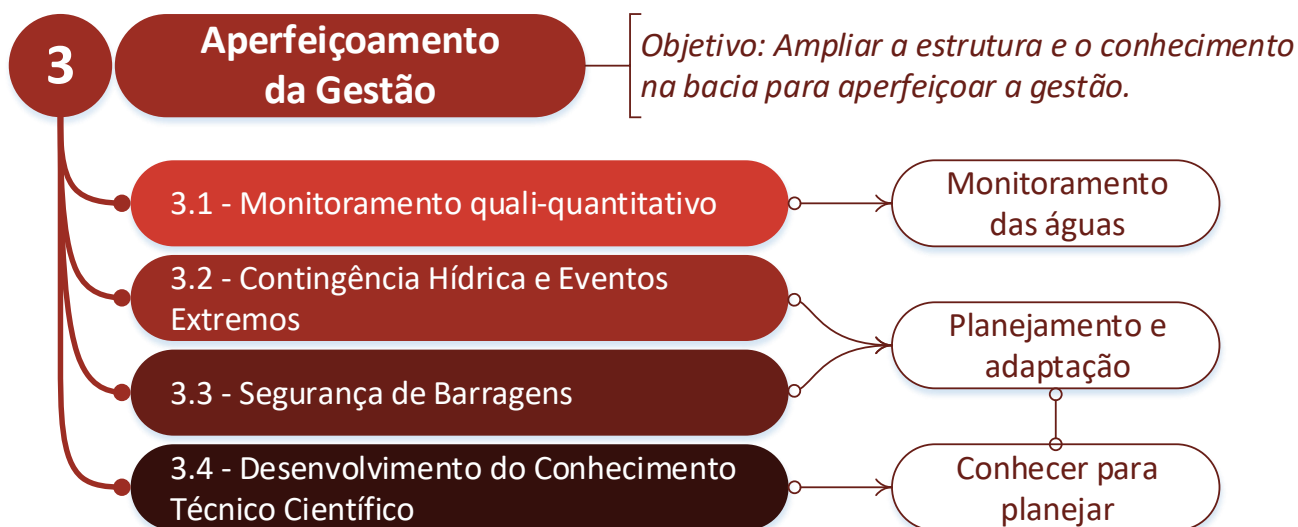 3
Aperfeiçoamento
da Gestão
Objetivo: Ampliar a estrutura e o conhecimento
na bacia para aperfeiçoar a gestão.
3.1 - Monitoramento quali-quantitativo
Monitoramento
das águas
3.2 - Contingência Hídrica e Eventos
Extremos
Planejamento e
adaptação
3.3 - Segurança de Barragens
3.4 - Desenvolvimento do Conhecimento
Técnico Científico
Conhecer para
planejar